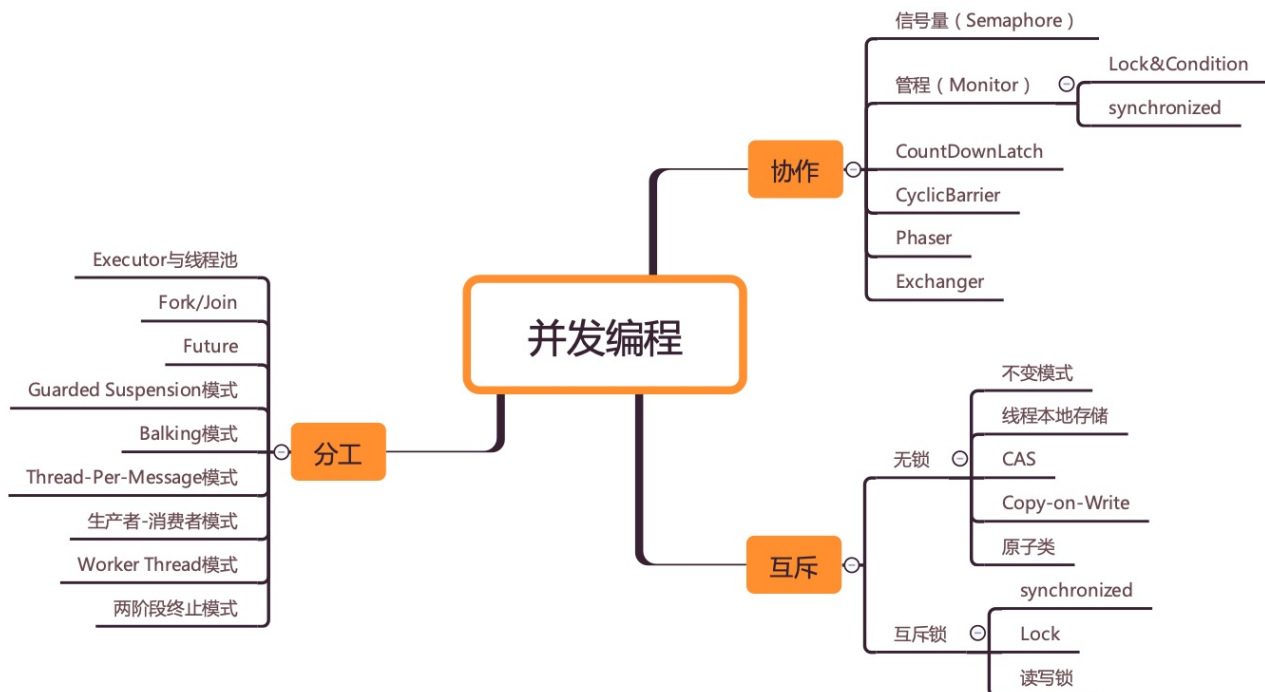 并发编程
协作
信号量（Semaphore）
管程（Monitor）
Lock&Condition
synchronized
CountDownLatch
CyclicBarrier
Phaser
Exchanger
分工
Executor与线程池
Fork/Join
Future
Guarded Suspension模式
Balking模式
Thread-Per-Message模式
生产者-消费者模式
Worker Thread模式
两阶段终止模式
互斥
无锁
不变模式
线程本地存储
CAS
Copy-on-Write
原子类
互斥锁
synchronized
Lock
读写锁